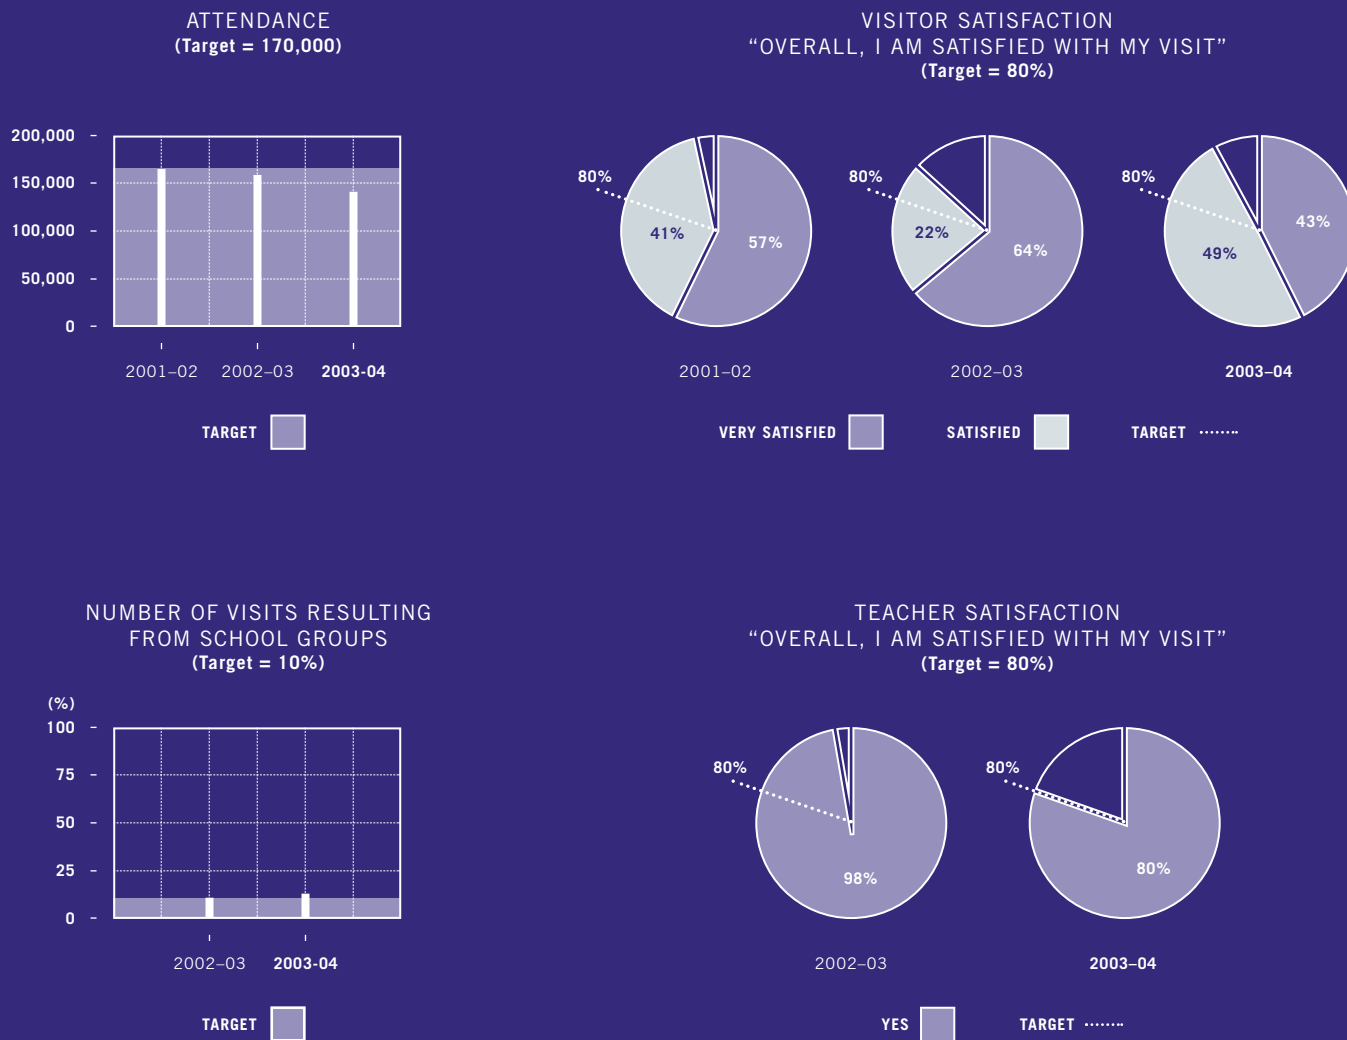 ATTENDANCE
(Target = 170,000)
200,000
150,000
100,000
50,000
0
2001–02 2002–03 2003-04
TARGET
VISITOR SATISFACTION
“OVERALL, I AM SATISFIED WITH MY VISIT”
(Target = 80%)
80%
41%
57%
2001–02
80%
22%
64%
2002–03
80%
49%
43%
2003–04
VERY SATISFIED SATISFIED TARGET
NUMBER OF VISITS RESULTING
FROM SCHOOL GROUPS
(Target = 10%)
(%)
100
75
50
25
0
2002–03 2003-04
TARGET
TEACHER SATISFACTION
“OVERALL, I AM SATISFIED WITH MY VISIT”
(Target = 80%)
80%
98%
2002–03
80%
80%
2003–04
YES TARGET